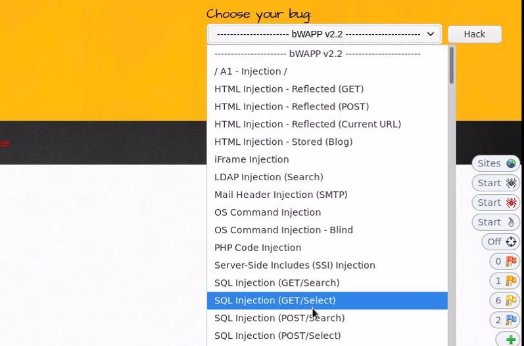 Choose your bug:
---------------------- bWAPP v2.2 ----------------------
Hack
---------------------- bWAPP v2.2 ----------------------
/ A1 - Injection /
HTML Injection - Reflected (GET)
HTML Injection - Reflected (POST)
HTML Injection - Reflected (Current URL)
HTML Injection - Stored (Blog)
iFrame Injection
LDAP Injection (Search)
Mail Header Injection (SMTP)
OS Command Injection
OS Command Injection - Blind
PHP Code Injection
Server-Side Includes (SSI) Injection
SQL Injection (GET/Search)
SQL Injection (GET/Select)
SQL Injection (POST/Search)
SQL Injection (POST/Select)
Sites
Start
Start
Start
Off
0
1
6
2